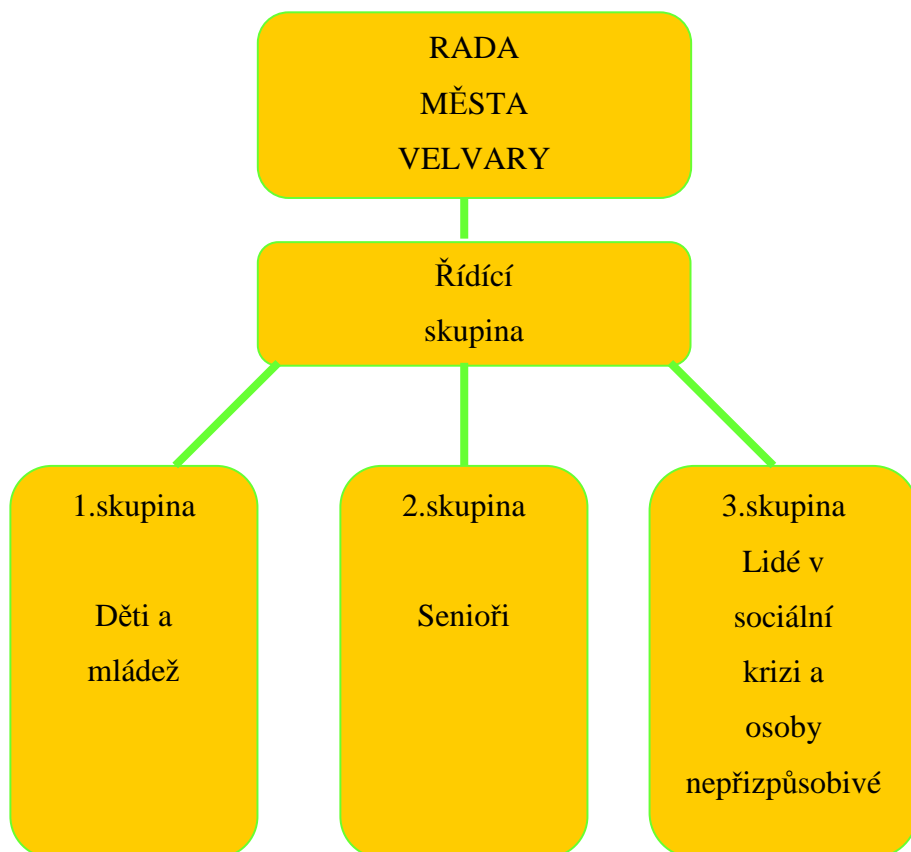 RADA
MĚSTA
VELVARY
Řídící
skupina
1.skupina
Děti a
mládež
2.skupina
Senioři
3.skupina
Lidé v
sociální
krizi a
osoby
nepřizpůsobivé